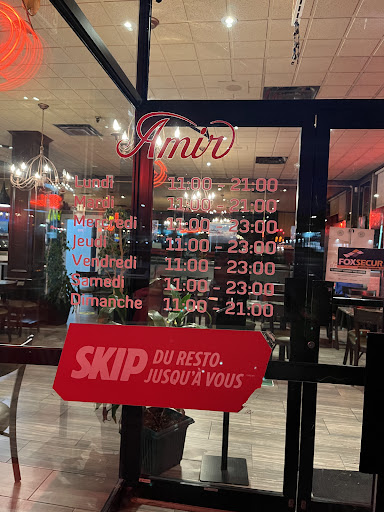 Amir
Lundi 11:00 - 21:00
Mardi 11:00 - 21:00
Mercredi 11:00 - 23:00
Jeudi 11:00 - 23:00
Vendredi 11:00 - 23:00
Samedi 11:00 - 23:00
Dimanche 11:00 - 21:00
FOXSECUR
SKIP DU RESTO
JUSQU'À VOUS